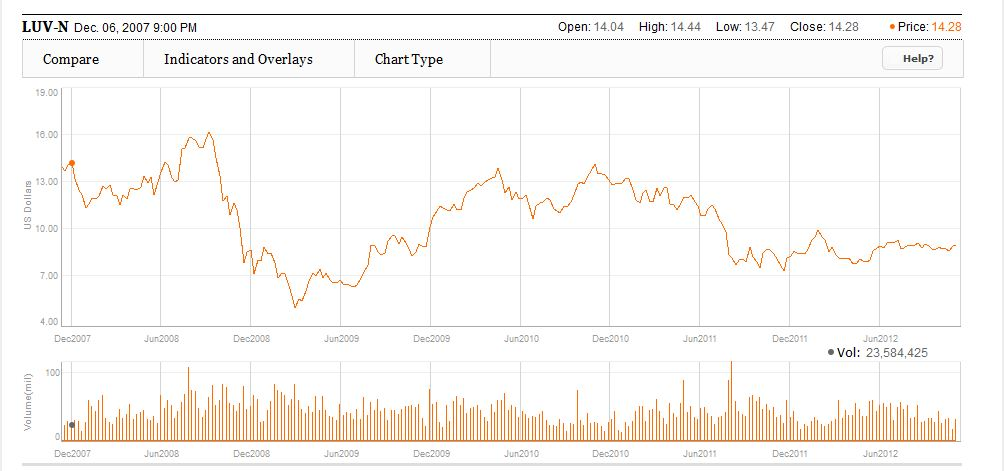 LUV-N Dec. 06, 2007 9:00 PM Open: 14.04 High: 14.44 Low: 13.47 Close: 14.28 Price: 14.28
Compare Indicators and Overlays Chart Type Help?
19.00
16.00
13.00
10.00
7.00
4.00
US Dollars
Dec2007 Jun2008 Dec2008 Jun2009 Dec2009 Jun2010 Dec2010 Jun2011 Dec2011 Jun2012
Vol: 23,584,425
100
0
Volume(mil)
Dec2007 Jun2008 Dec2008 Jun2009 Dec2009 Jun2010 Dec2010 Jun2011 Dec2011 Jun2012